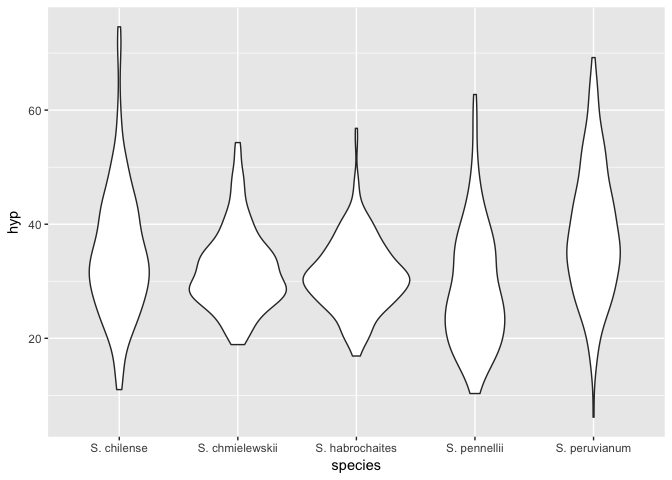 60
40
20
hyp
S. chilense
S. chmielewskii
S. habrochaites
S. pennellii
S. peruvianum
species